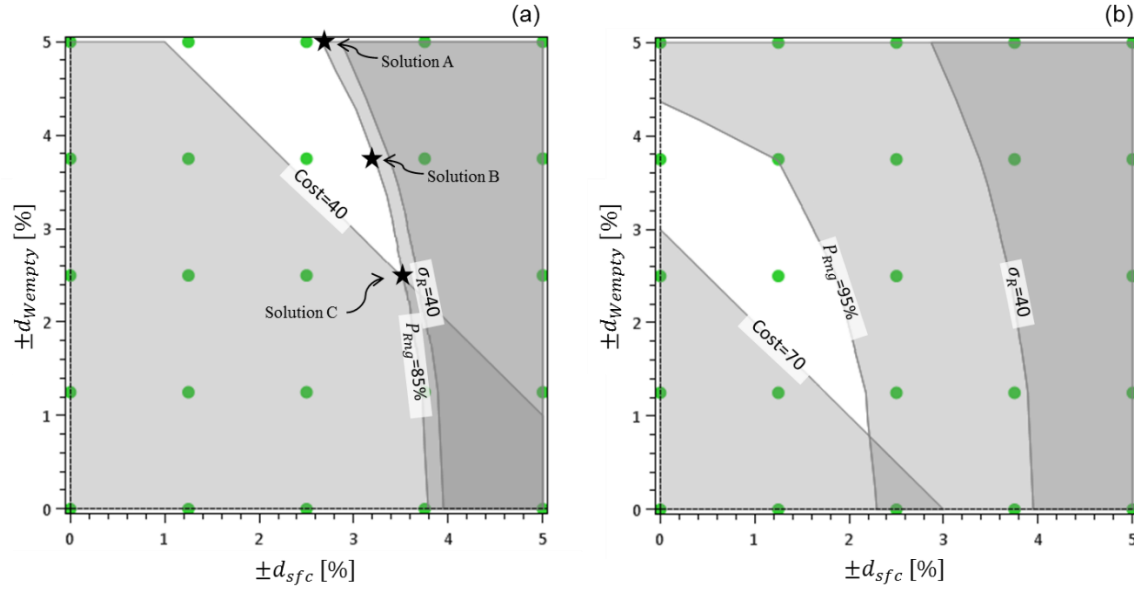 (a)
5
4
3
2
1
0
0 1 2 3 4 5
±d_Wempty [%]
±d_sfc [%]
Solution A
Solution B
Solution C
Cost=40
σ_R=40
P_Rng=85%
(b)
5
4
3
2
1
0
0 1 2 3 4 5
±d_Wempty [%]
±d_sfc [%]
P_Rng=95%
σ_R=40
Cost=70